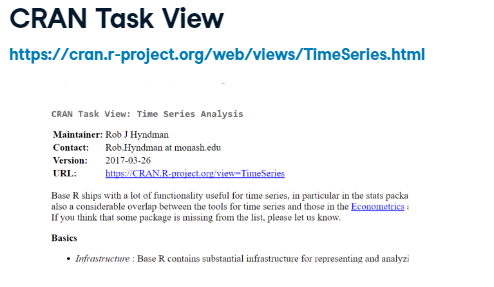 CRAN Task View
https://cran.r-project.org/web/views/TimeSeries.html
CRAN Task View: Time Series Analysis
Maintainer: Rob J Hyndman
Contact: Rob.Hyndman at monash.edu
Version: 2017-03-26
URL: https://CRAN.R-project.org/view=TimeSeries
Base R ships with a lot of functionality useful for time series, in particular in the stats packa
also a considerable overlap between the tools for time series and those in the Econometrics
If you think that some package is missing from the list, please let us know.
Basics
• Infrastructure : Base R contains substantial infrastructure for representing and analyzi